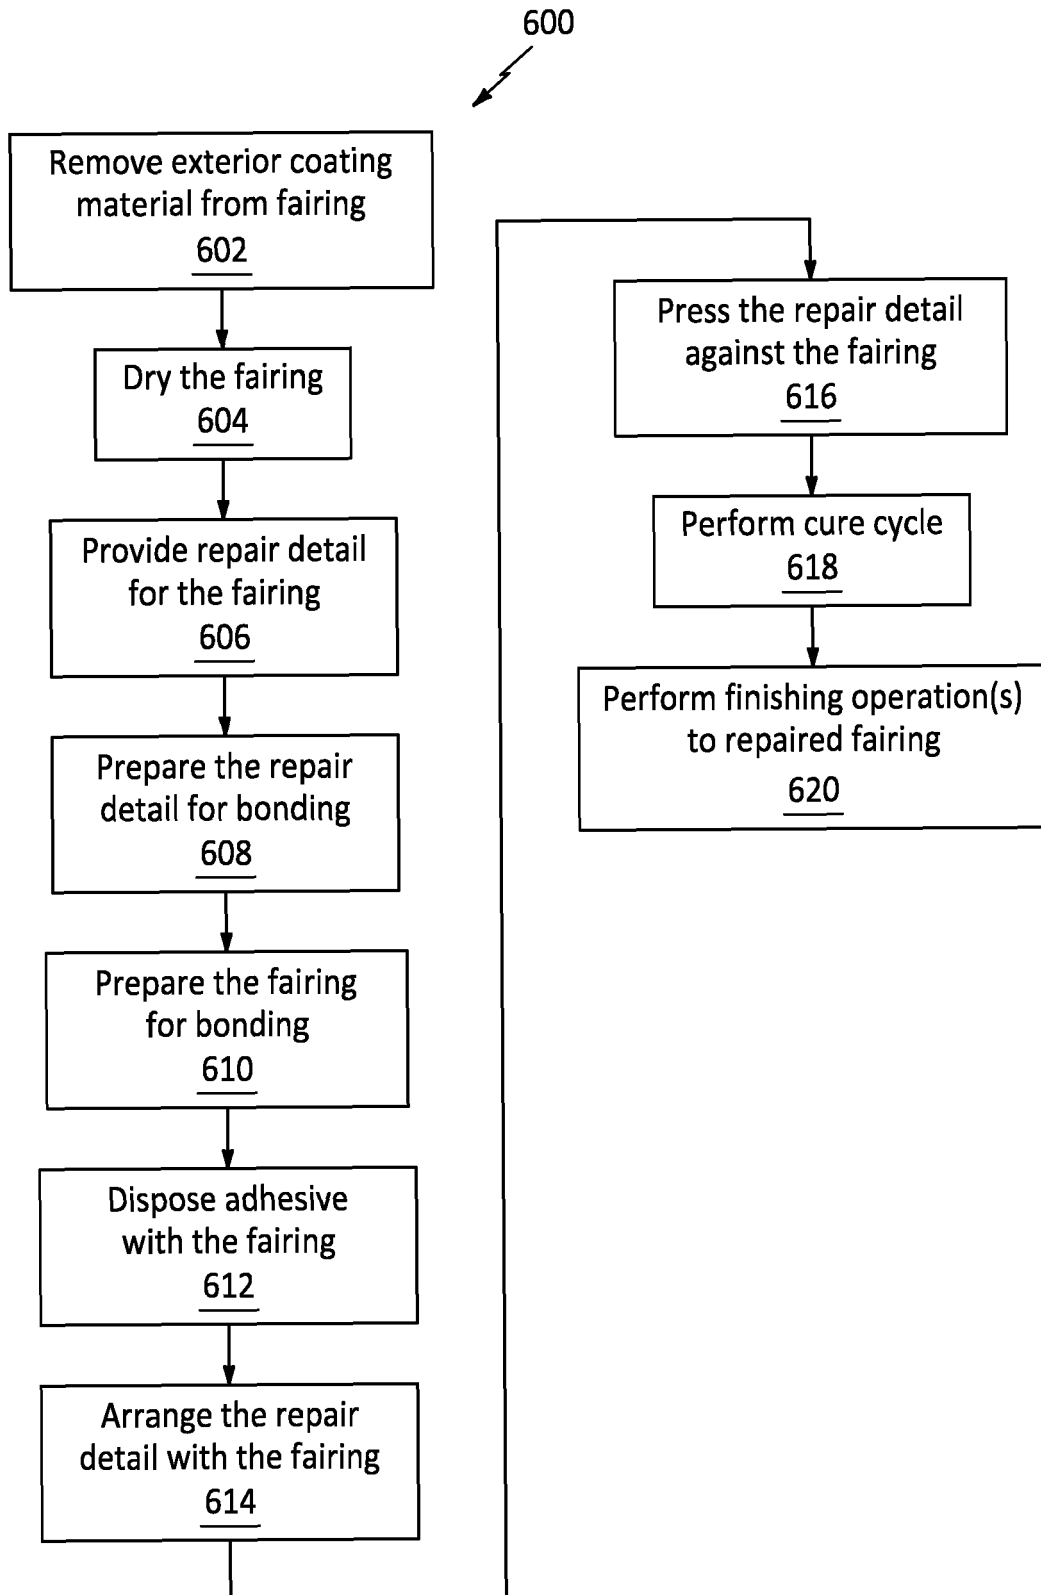 600
Remove exterior coating
material from fairing
602
Dry the fairing
604
Provide repair detail
for the fairing
606
Prepare the repair
detail for bonding
608
Prepare the fairing
for bonding
610
Dispose adhesive
with the fairing
612
Arrange the repair
detail with the fairing
614
Press the repair detail
against the fairing
616
Perform cure cycle
618
Perform finishing operation(s)
to repaired fairing
620